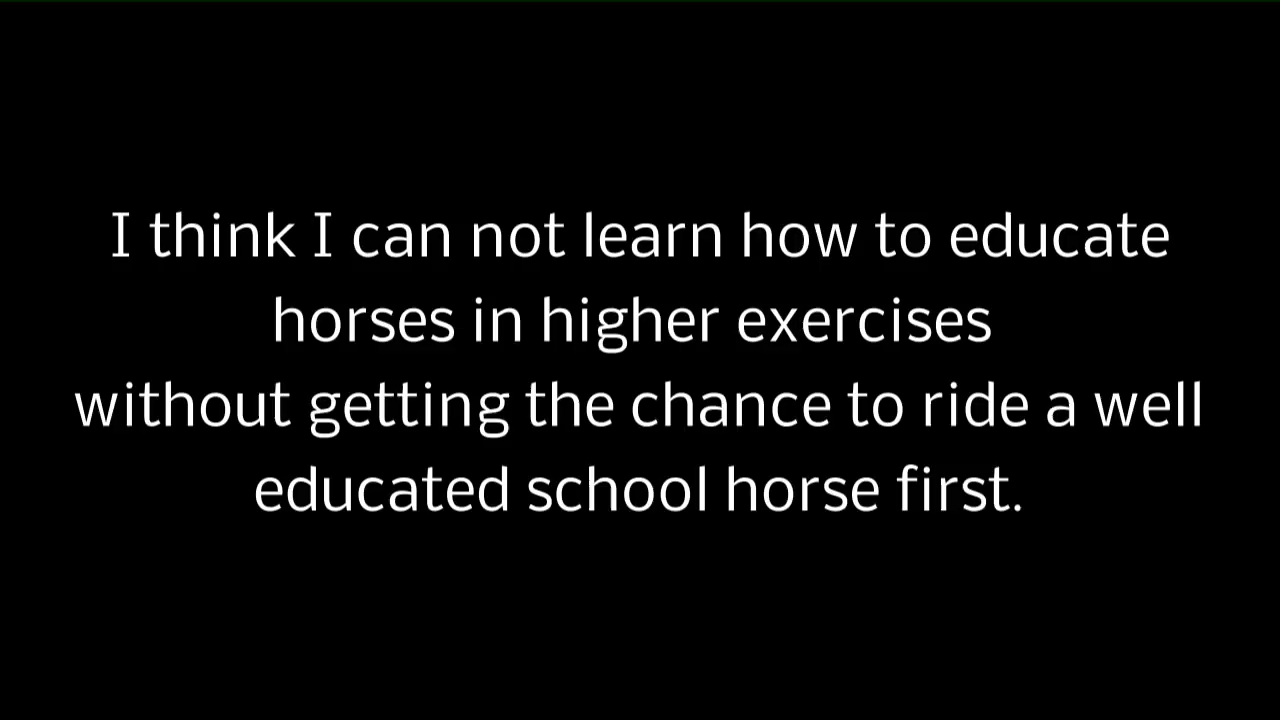 I think I can not learn how to educate
horses in higher exercises
without getting the chance to ride a well
educated school horse first.